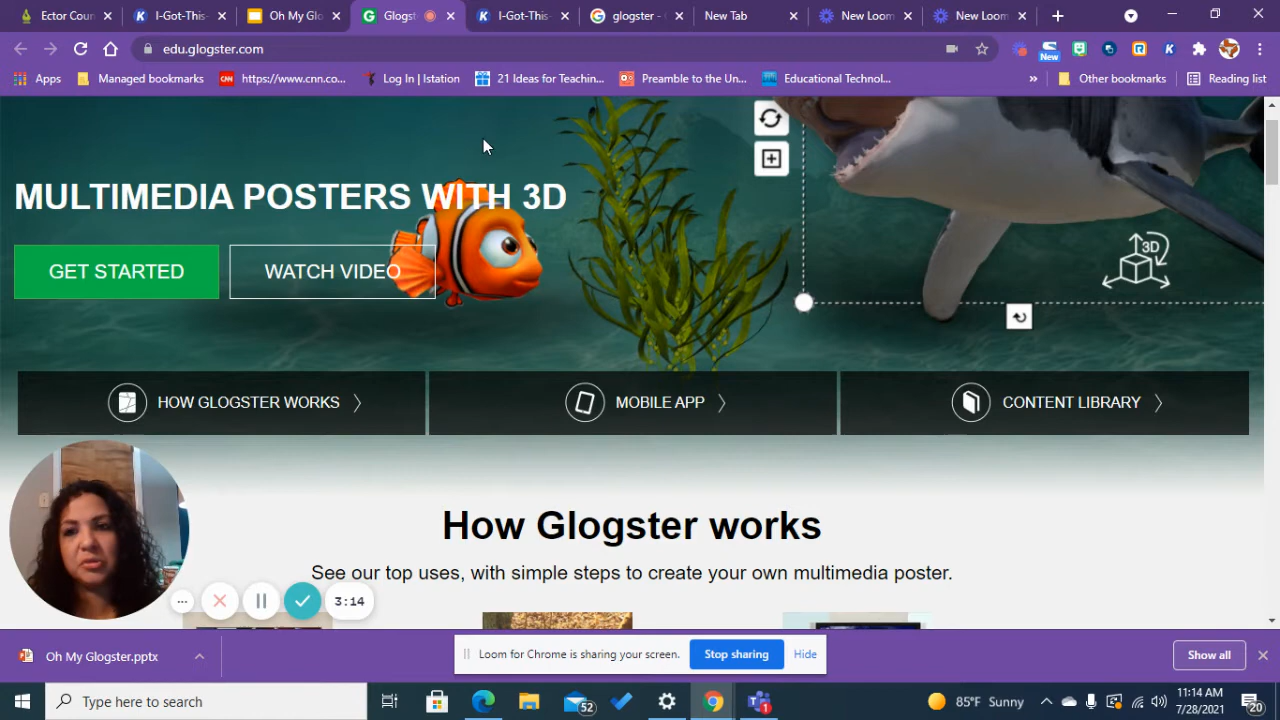 Ector Coun
I-Got-This-
Oh My Glo
Glogst
I-Got-This-
glogster - G
New Tab
New Loom
New Loom
edu.glogster.com
New
Apps
Managed bookmarks
https://www.cnn.co...
Log In | Istation
21 Ideas for Teachin...
Preamble to the Un...
Educational Technol...
»
Other bookmarks
Reading list
MULTIMEDIA POSTERS WITH 3D
GET STARTED
WATCH VIDEO
3D
HOW GLOGSTER WORKS
MOBILE APP
CONTENT LIBRARY
How Glogster works
See our top uses, with simple steps to create your own multimedia poster.
3:14
Oh My Glogster.pptx
Loom for Chrome is sharing your screen.
Stop sharing
Hide
Show all
Type here to search
52
1
85°F Sunny
11:14 AM
7/28/2021
20